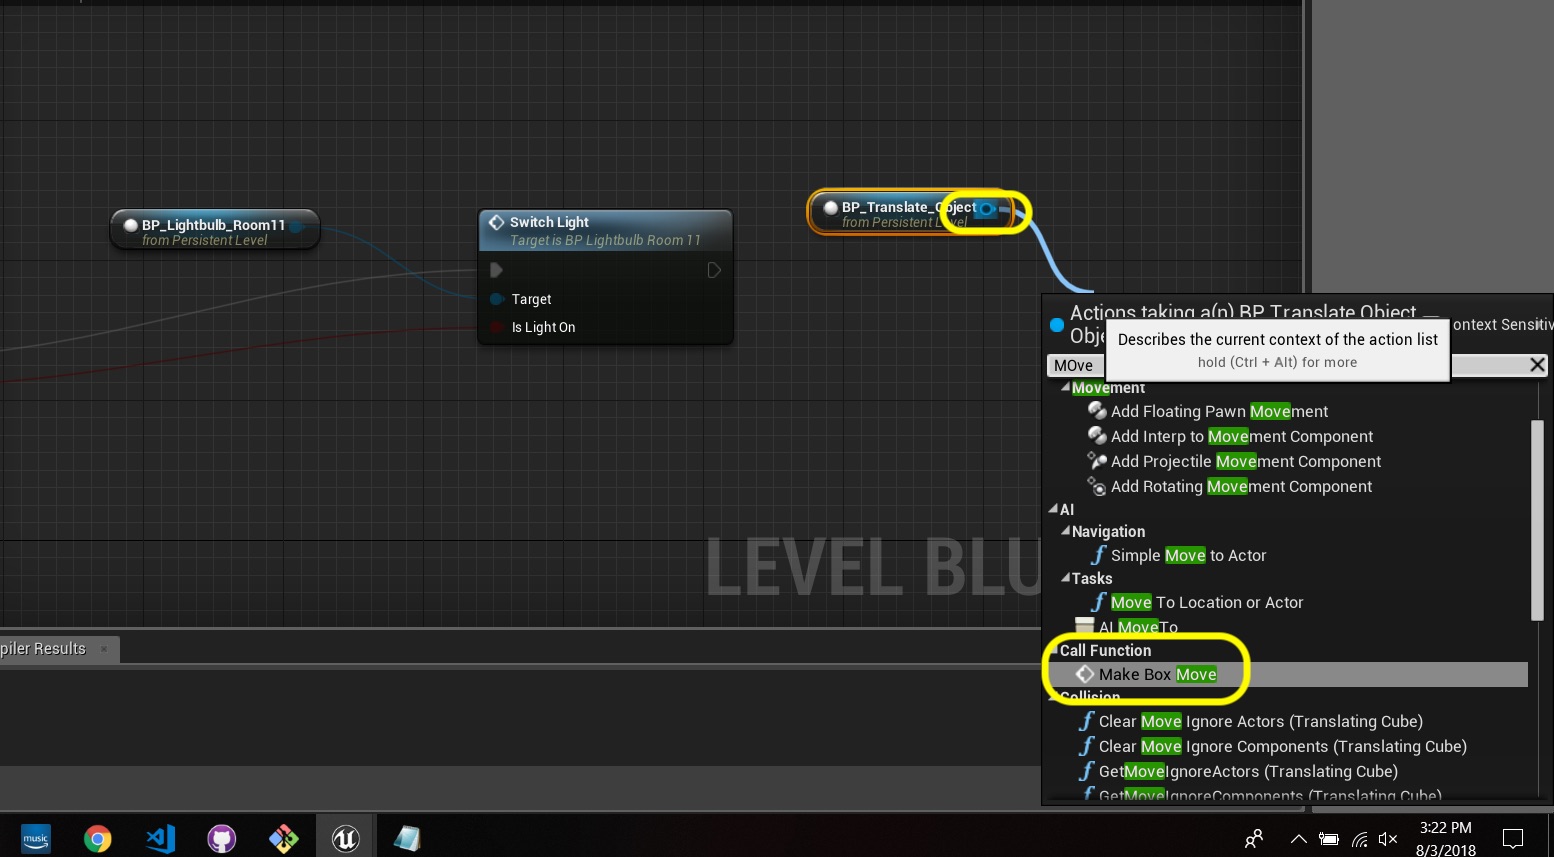 BP_Lightbulb_Room11
from Persistent Level
Switch Light
Target is BP Lightbulb Room 11
Target
Is Light On
BP_Translate_Object
from Persistent Level
Actions taking a(n) BP Translate Object
Obje
ontext Sensitiv
Describes the current context of the action list
hold (Ctrl + Alt) for more
MOve
Movement
Add Floating Pawn Movement
Add Interp to Movement Component
Add Projectile Movement Component
Add Rotating Movement Component
AI
Navigation
Simple Move to Actor
Tasks
Move To Location or Actor
AI MoveTo
Call Function
Make Box Move
Collision
Clear Move Ignore Actors (Translating Cube)
Clear Move Ignore Components (Translating Cube)
GetMoveIgnoreActors (Translating Cube)
GetMoveIgnoreComponents (Translating Cube)
LEVEL BLU
piler Results
music
3:22 PM
8/3/2018